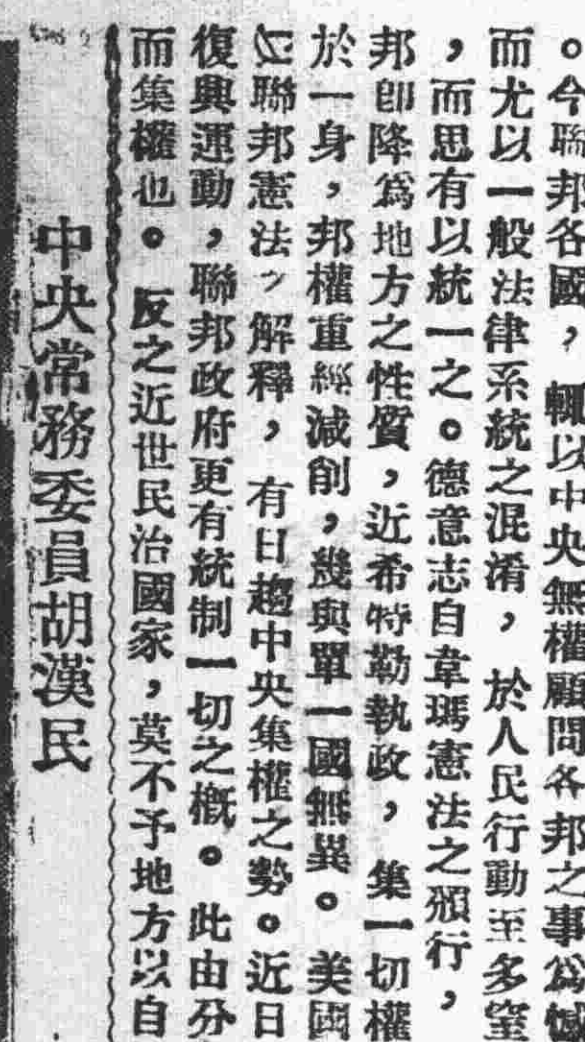 。今聯邦各國，輒以中央無權顧問各邦之事爲憾
而尤以一般法律系統之混淆，於人民行動至多窒
，而思有以統一之。德意志自韋瑪憲法之頒行，
邦卽降爲地方之性質，近希特勒執政，集一切權
於一身，邦權重經減削，幾與單一國無異。美國
聯邦憲法之解釋，有日趨中央集權之勢。近日
復興運動，聯邦政府更有統制一切之概。此由分
而集權也。反之近世民治國家，莫不予地方以自
中央常務委員胡漢民